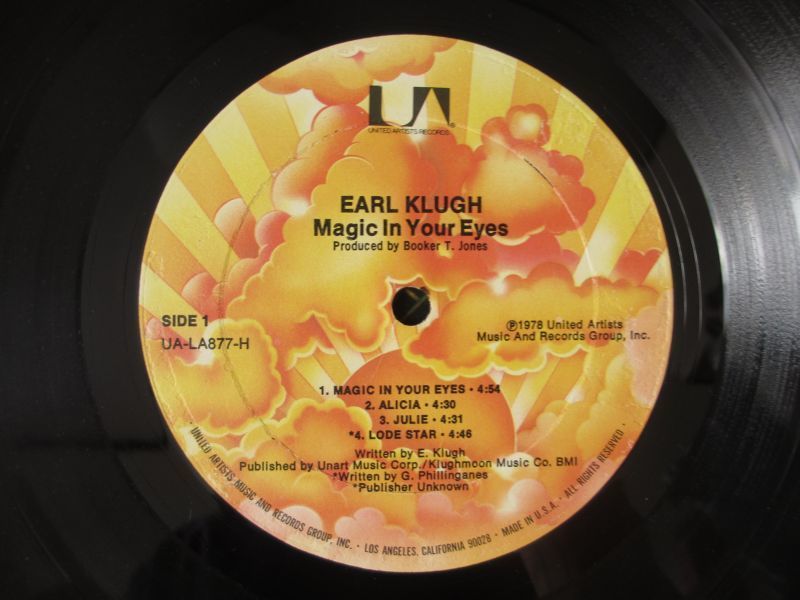 UA®
UNITED ARTISTS RECORDS
EARL KLUGH
Magic In Your Eyes
Produced by Booker T. Jones
SIDE 1
UA-LA877-H
℗1978 United Artists
Music And Records Group, Inc.
1. MAGIC IN YOUR EYES • 4:54
2. ALICIA • 4:30
3. JULIE • 4:31
*4. LODE STAR • 4:46
Written by E. Klugh
Published by Unart Music Corp./Klughmoon Music Co. BMI
*Written by G. Phillinganes
*Publisher Unknown
• UNITED ARTISTS MUSIC AND RECORDS GROUP, INC. • LOS ANGELES, CALIFORNIA 90028 • MADE IN U.S.A. • ALL RIGHTS RESERVED •